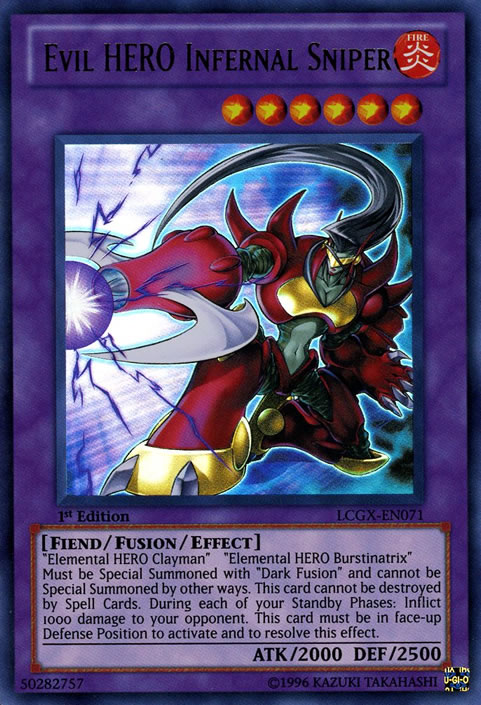 Evil HERO Infernal Sniper
FIRE
炎
1st Edition
LCGX-EN071
[FIEND/FUSION/EFFECT]
"Elemental HERO Clayman" "Elemental HERO Burstinatrix"
Must be Special Summoned with "Dark Fusion" and cannot be
Special Summoned by other ways. This card cannot be destroyed
by Spell Cards. During each of your Standby Phases: Inflict
1000 damage to your opponent. This card must be in face-up
Defense Position to activate and to resolve this effect.
ATK/2000 DEF/2500
50282757
©1996 KAZUKI TAKAHASHI